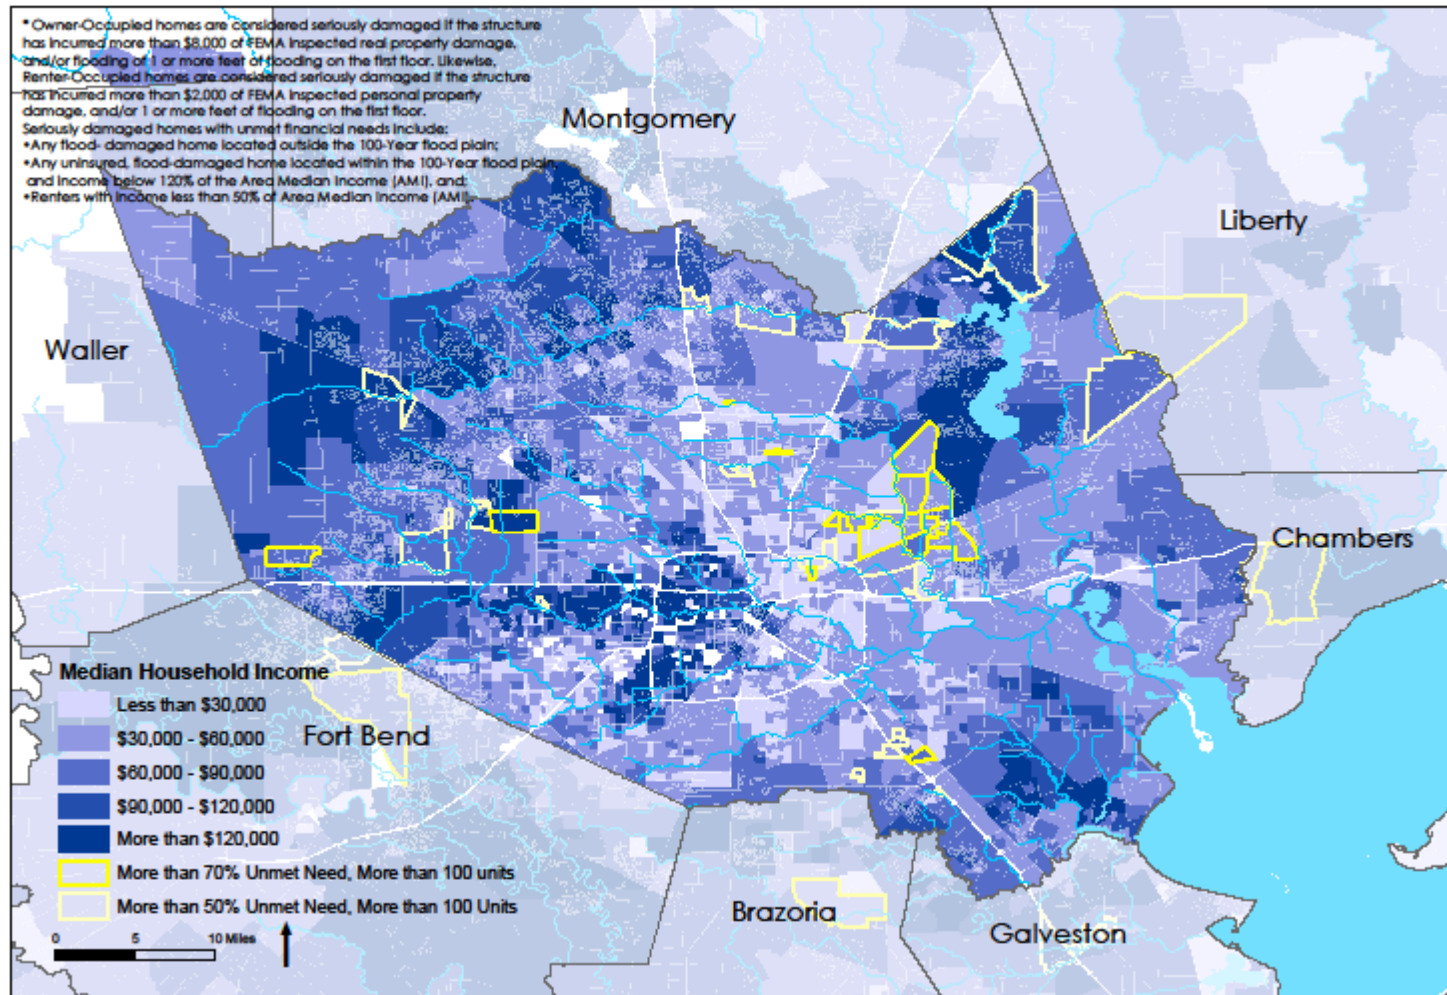 * Owner-Occupied homes are considered seriously damaged if the structure
has incurred more than $8,000 of FEMA inspected real property damage,
and/or flooding of 1 or more feet of flooding on the first floor. Likewise,
Renter-Occupied homes are considered seriously damaged if the structure
has incurred more than $2,000 of FEMA inspected personal property
damage, and/or 1 or more feet of flooding on the first floor.
Seriously damaged homes with unmet financial needs include:
•Any flood- damaged home located outside the 100-Year flood plain;
•Any uninsured, flood-damaged home located within the 100-Year flood plain,
and income below 120% of the Area Median Income (AMI), and;
•Renters with income less than 50% of Area Median Income (AMI).
Montgomery
Liberty
Waller
Chambers
Fort Bend
Brazoria
Galveston
Median Household Income
Less than $30,000
$30,000 - $60,000
$60,000 - $90,000
$90,000 - $120,000
More than $120,000
More than 70% Unmet Need, More than 100 units
More than 50% Unmet Need, More than 100 Units
0 5 10 Miles